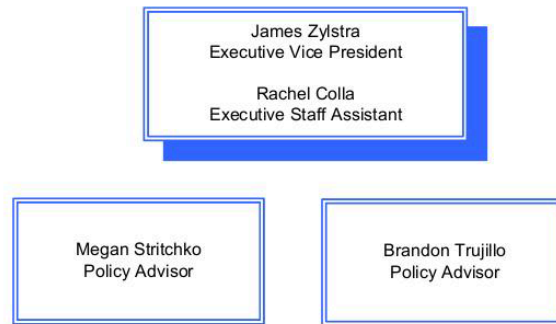 James Zylstra
Executive Vice President
Rachel Colla
Executive Staff Assistant
Megan Stritchko
Policy Advisor
Brandon Trujillo
Policy Advisor